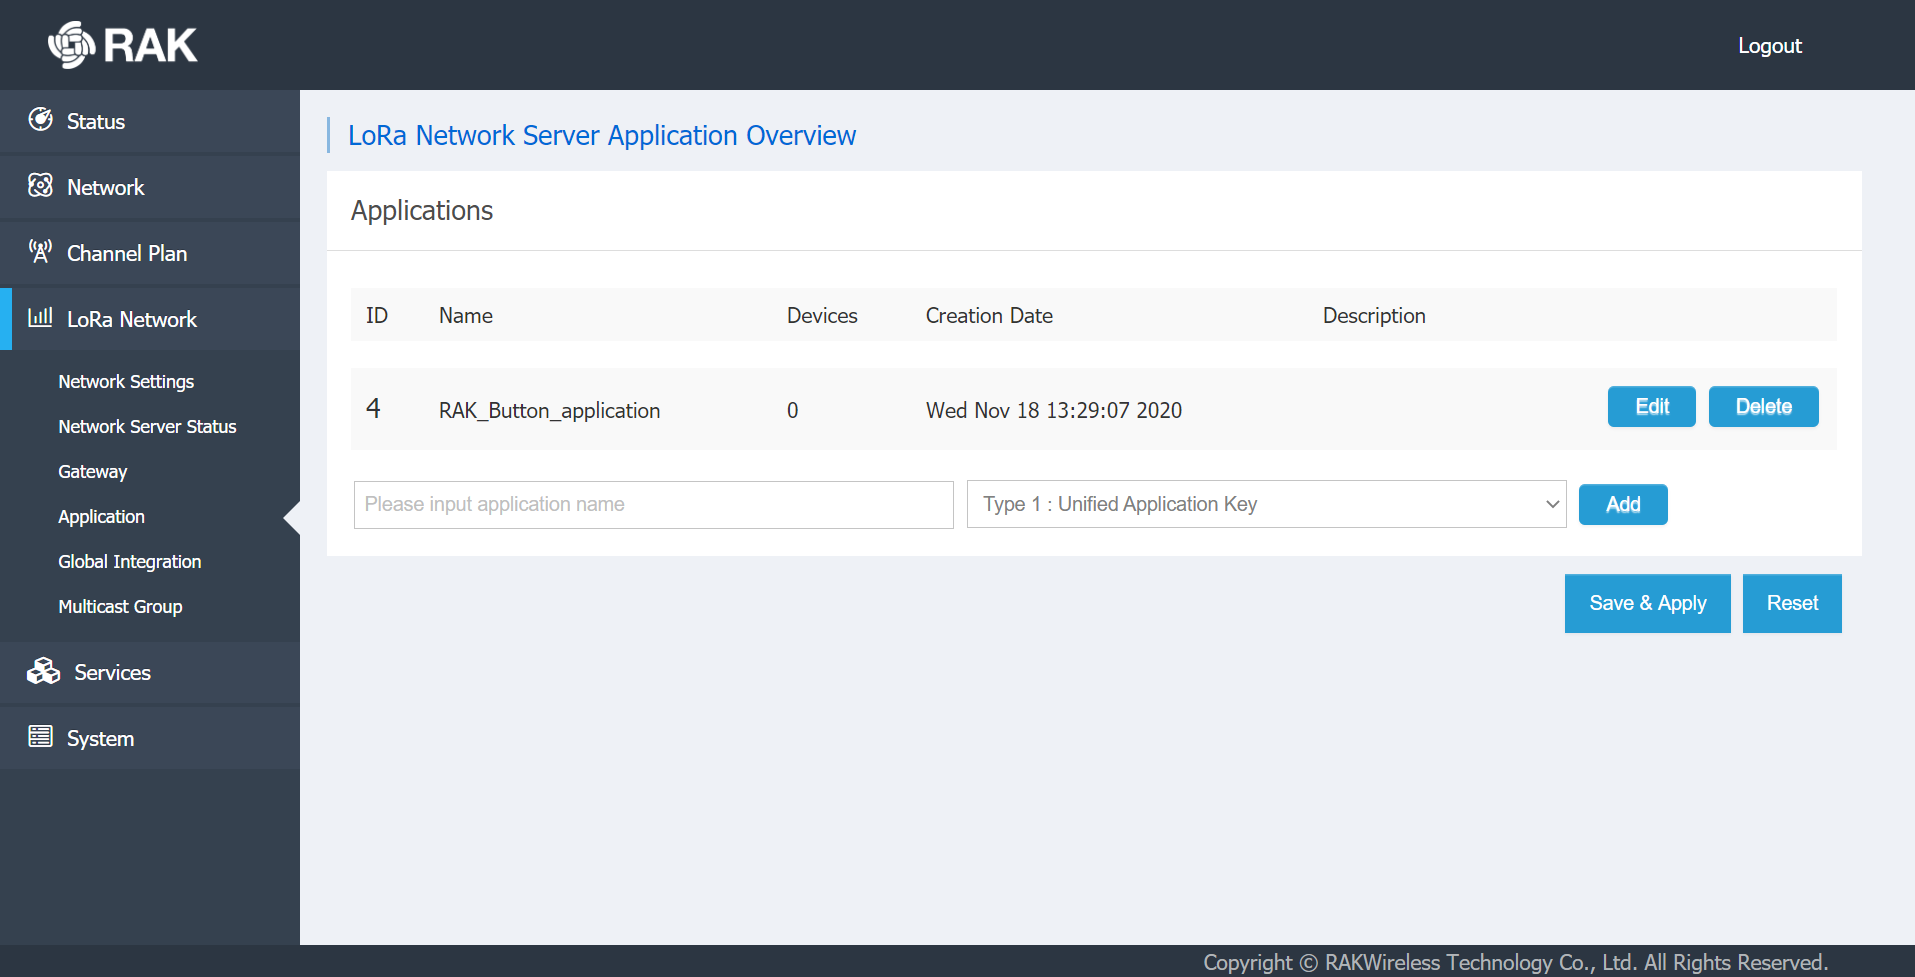 RAK
Logout
Status
Network
Channel Plan
LoRa Network
Network Settings
Network Server Status
Gateway
Application
Global Integration
Multicast Group
Services
System
LoRa Network Server Application Overview
Applications
ID Name Devices Creation Date Description
4 RAK_Button_application 0 Wed Nov 18 13:29:07 2020 Edit Delete
Please input application name Type 1 : Unified Application Key Add
Save & Apply Reset
Copyright © RAKWireless Technology Co., Ltd. All Rights Reserved.